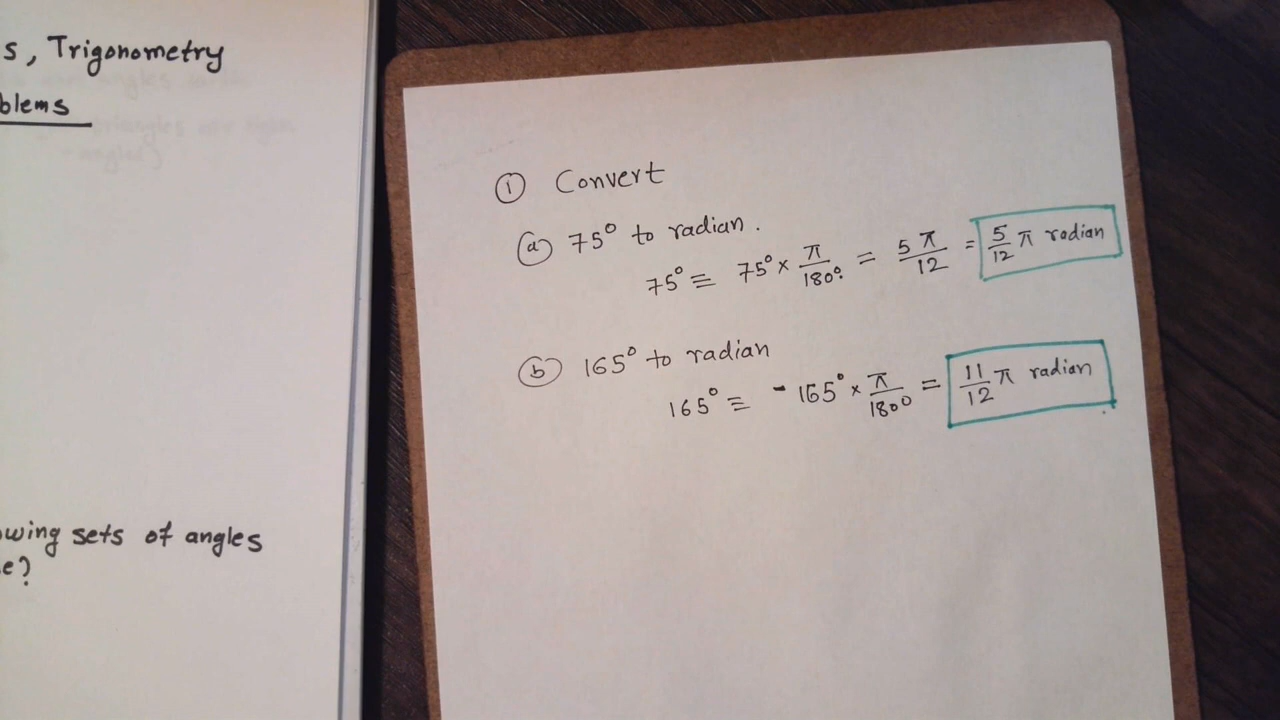 s, Trigonometry
blems
owing sets of angles
e?
① Convert
ⓐ 75° to radian.
75° ≡ 75° × π/180° = 5π/12 = 5/12 π radian
ⓑ 165° to radian
165° ≡ - 165° × π/180° = 11/12 π radian